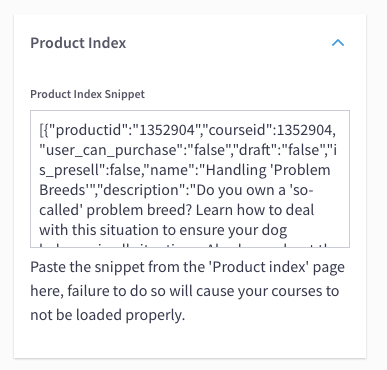 Product Index
Product Index Snippet
[{"productid":"1352904","courseid":1352904,
"user_can_purchase":"false","draft":"false","i
s_presell":false,"name":"Handling 'Problem
Breeds'","description":"Do you own a 'so-
called' problem breed? Learn how to deal
with this situation to ensure your dog
Paste the snippet from the 'Product index' page
here, failure to do so will cause your courses to
not be loaded properly.